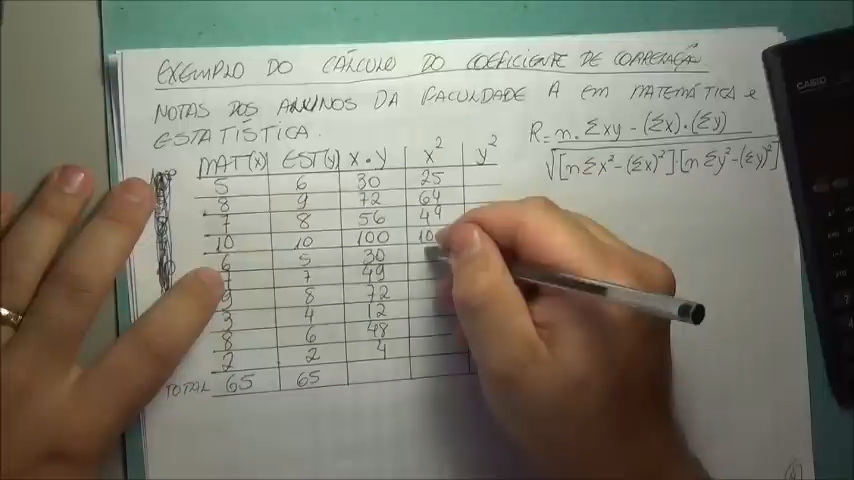 EXEMPLO DO CÁLCULO DO COEFICIENTE DE CORRELAÇÃO
NOTAS DOS ALUNOS DA FACULDADE A EM MATEMÁTICA e
ESTATÍSTICA.
R = n.Σxy - (Σx).(Σy)
√[nΣx²-(Σx)²].[nΣy²-(Σy)²]
MAT(x) EST(y) x.y x² y²
5 6 30 25
8 9 72 64
7 8 56 49
10 10 100 10
6 5 30
7 49
9 8 72
3 4 12
8 6 48
2 2 4
TOTAL 65 65
CASIO